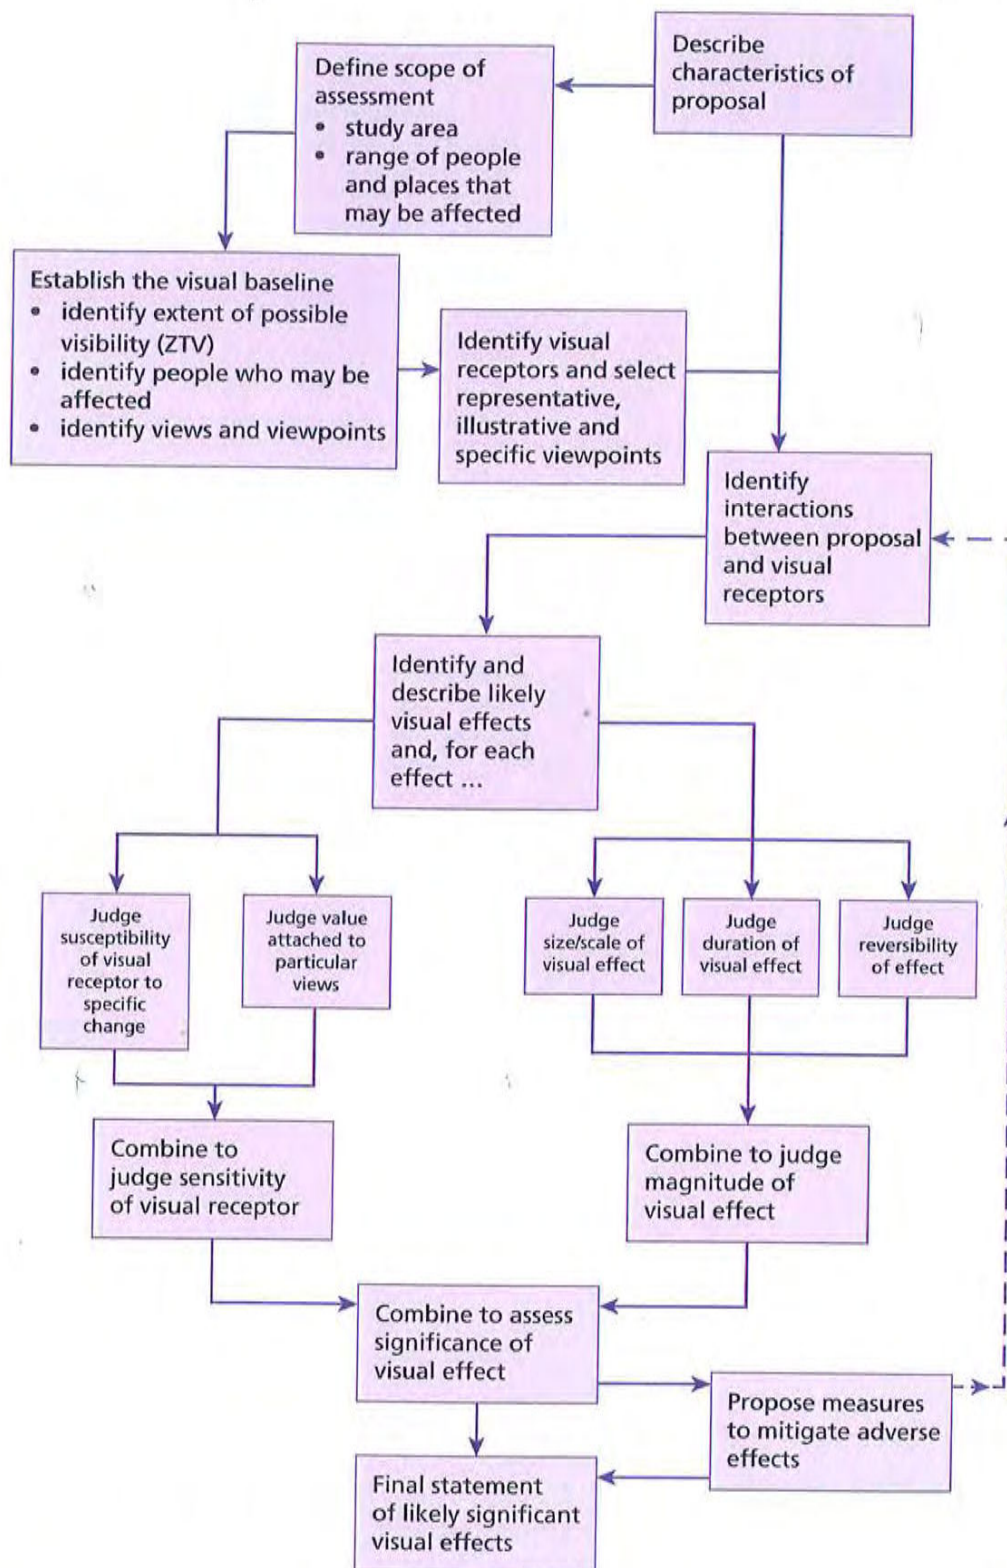 Describe
characteristics of
proposal
Define scope of
assessment
• study area
• range of people
and places that
may be affected
Establish the visual baseline
• identify extent of possible
visibility (ZTV)
• identify people who may be
affected
• identify views and viewpoints
Identify visual
receptors and select
representative,
illustrative and
specific viewpoints
Identify
interactions
between proposal
and visual
receptors
Identify and
describe likely
visual effects
and, for each
effect ...
Judge
susceptibility
of visual
receptor to
specific
change
Judge value
attached to
particular
views
Judge
size/scale of
visual effect
Judge
duration of
visual effect
Judge
reversibility
of effect
Combine to
judge sensitivity
of visual receptor
Combine to judge
magnitude of
visual effect
Combine to assess
significance of
visual effect
Propose measures
to mitigate adverse
effects
Final statement
of likely significant
visual effects